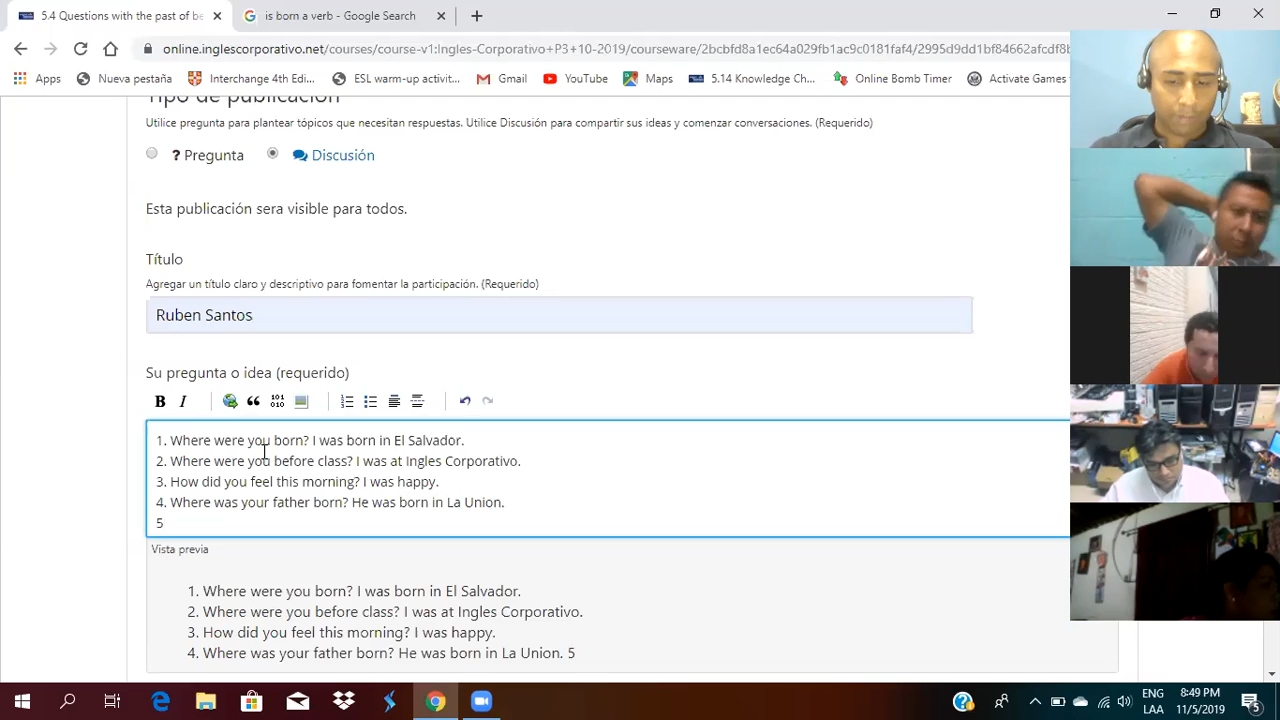 5.4 Questions with the past of be
is born a verb - Google Search
online.inglescorporativo.net/courses/course-v1:Ingles-Corporativo+P3+10-2019/courseware/2bcbfd8a1ec64a029fb1ac9c0181faf4/2995d9dd1bf84662afcdf8b
Apps
Nueva pestaña
Interchange 4th Edi...
ESL warm-up activit...
Gmail
YouTube
Maps
5.14 Knowledge Ch...
Online Bomb Timer
Activate Games
Tipo de publicación
Utilice pregunta para plantear tópicos que necesitan respuestas. Utilice Discusión para compartir sus ideas y comenzar conversaciones. (Requerido)
? Pregunta
Discusión
Esta publicación sera visible para todos.
Título
Agregar un título claro y descriptivo para fomentar la participación. (Requerido)
Ruben Santos
Su pregunta o idea (requerido)
B I
101
010
1. Where were you born? I was born in El Salvador.
2. Where were you before class? I was at Ingles Corporativo.
3. How did you feel this morning? I was happy.
4. Where was your father born? He was born in La Union.
5
Vista previa
1. Where were you born? I was born in El Salvador.
2. Where were you before class? I was at Ingles Corporativo.
3. How did you feel this morning? I was happy.
4. Where was your father born? He was born in La Union. 5
ENG
LAA
8:49 PM
11/5/2019
5